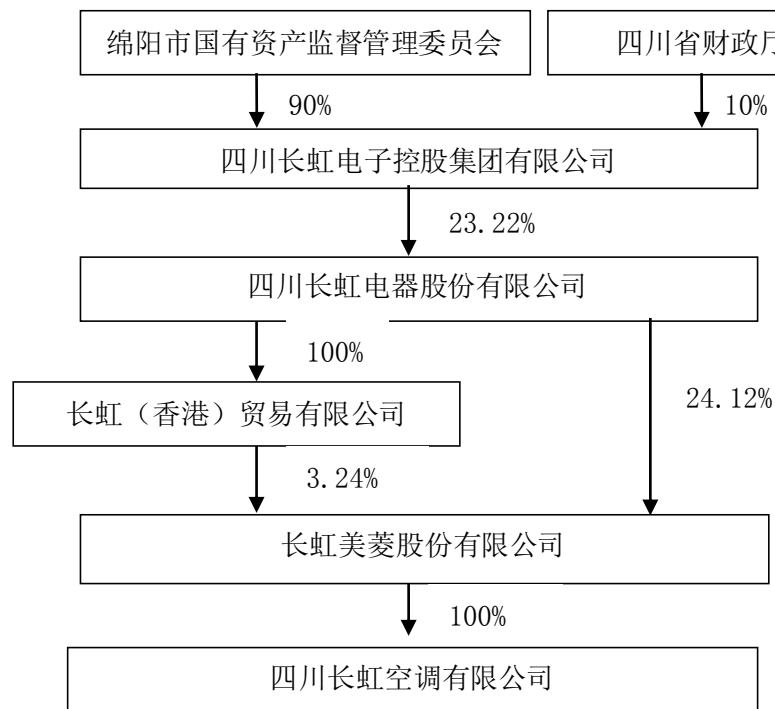 绵阳市国有资产监督管理委员会
四川省财政厅
90%
10%
四川长虹电子控股集团有限公司
23.22%
四川长虹电器股份有限公司
100%
24.12%
长虹（香港）贸易有限公司
3.24%
长虹美菱股份有限公司
100%
四川长虹空调有限公司